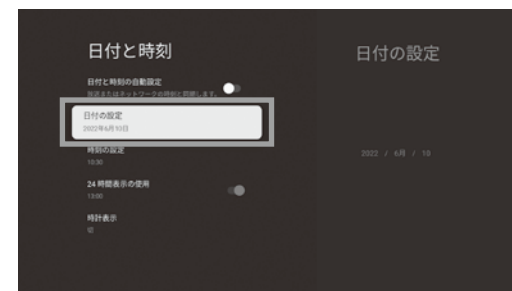 日付と時刻
日付の設定
日付と時刻の自動設定
放送またはネットワークの時刻と同期します。
日付の設定
2022年6月10日
2022 / 6月 / 10
時刻の設定
10:30
24 時間表示の使用
13:00
時計表示
切